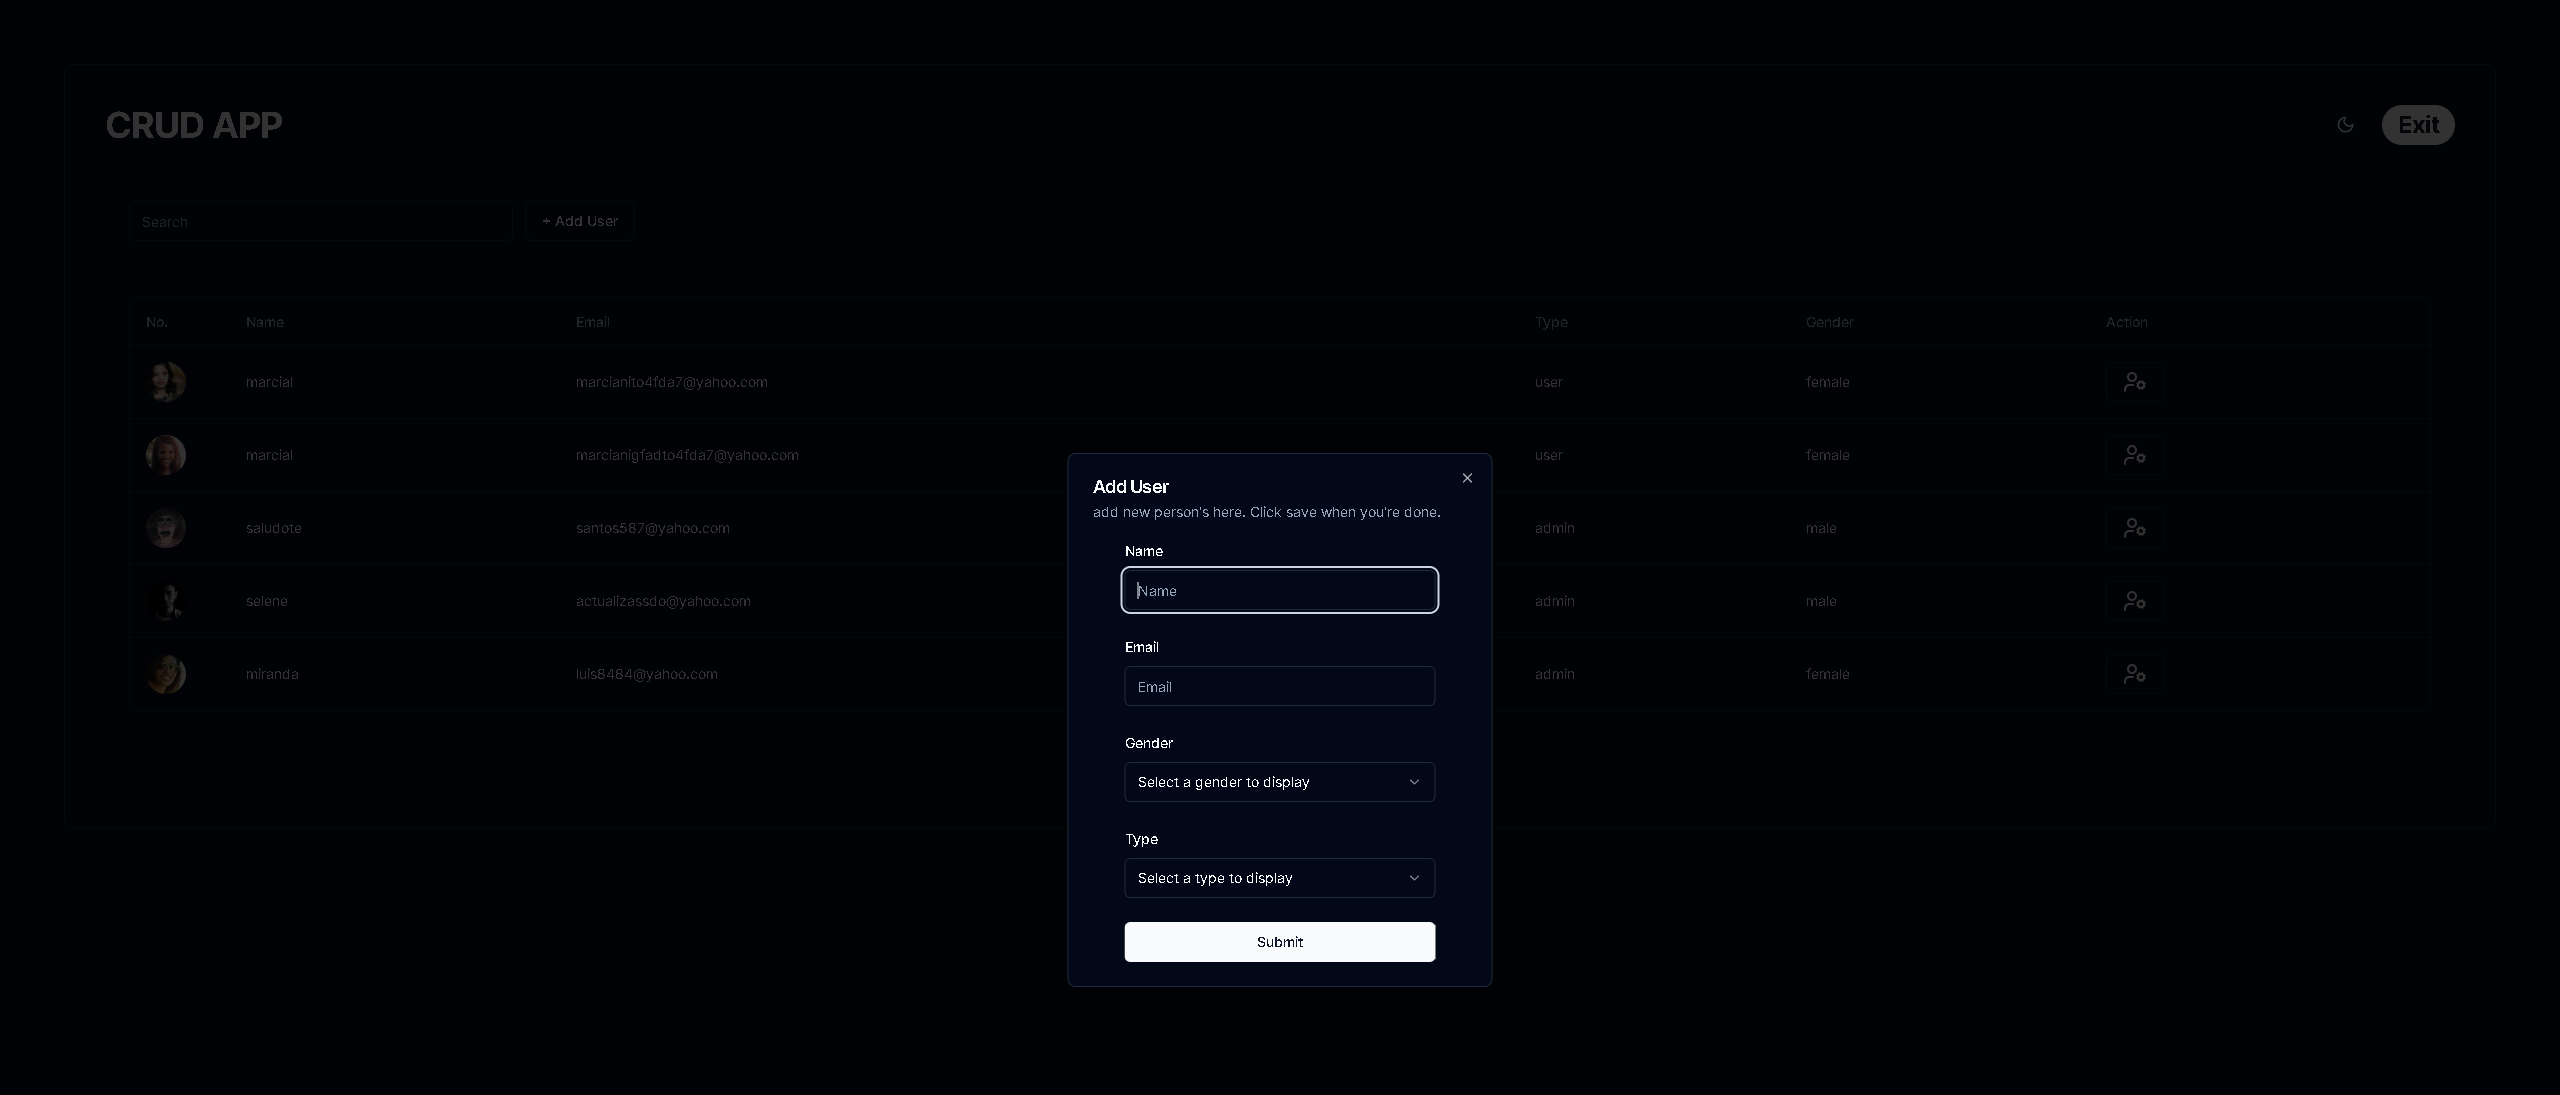 CRUD APP
Exit
Search
+ Add User
No. Name Email Type Gender Action
marcial marcianito4fda7@yahoo.com user female
marcial marcianigfadto4fda7@yahoo.com user female
saludote santos587@yahoo.com admin male
selene actualizassdo@yahoo.com admin male
miranda luis8484@yahoo.com admin female
Add User
add new person's here. Click save when you're done.
Name
Name
Email
Email
Gender
Select a gender to display
Type
Select a type to display
Submit